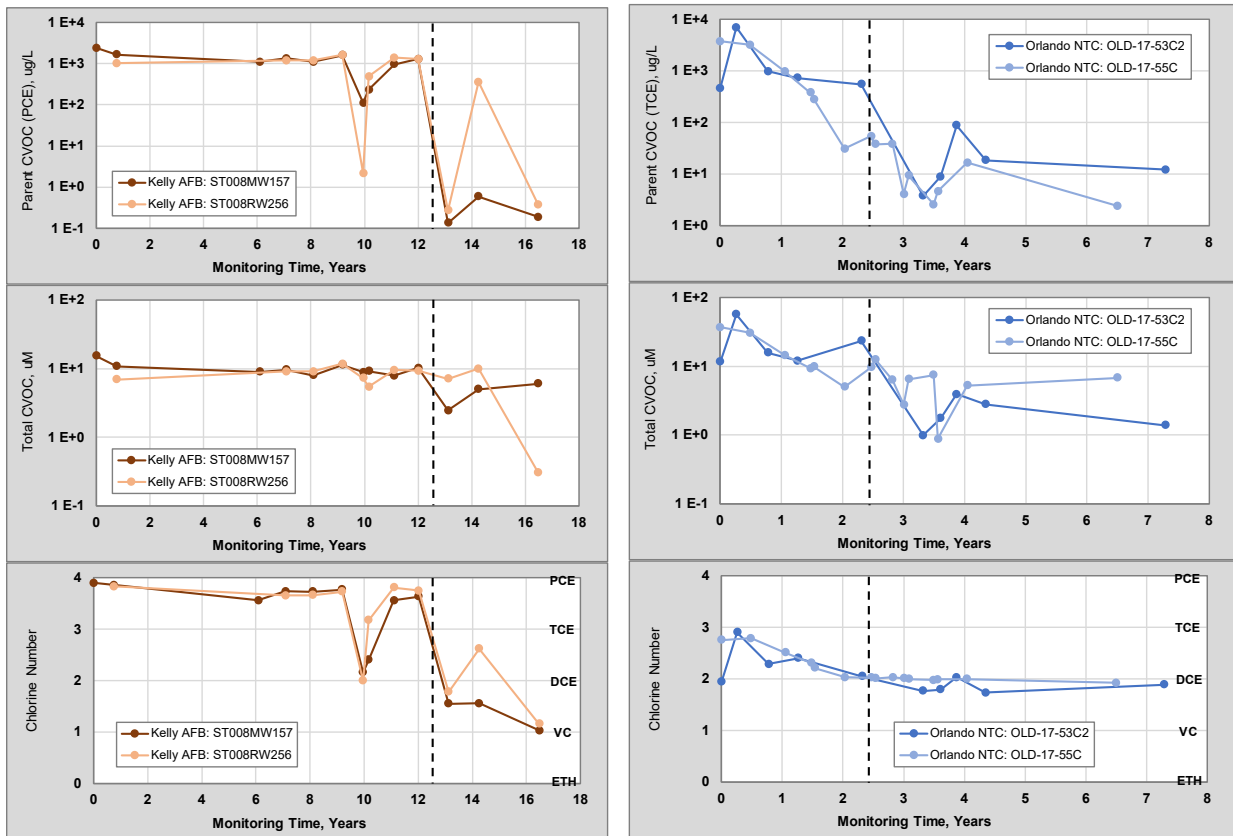 1 E+4
1 E+3
1 E+2
1 E+1
1 E+0
1 E-1
Parent CVOC (PCE), ug/L
Kelly AFB: ST008MW157
Kelly AFB: ST008RW256
0 2 4 6 8 10 12 14 16 18
Monitoring Time, Years
1 E+4
1 E+3
1 E+2
1 E+1
1 E+0
Parent CVOC (TCE), ug/L
Orlando NTC: OLD-17-53C2
Orlando NTC: OLD-17-55C
0 1 2 3 4 5 6 7 8
Monitoring Time, Years
1 E+2
1 E+1
1 E+0
1 E-1
Total CVOC, uM
Kelly AFB: ST008MW157
Kelly AFB: ST008RW256
0 2 4 6 8 10 12 14 16 18
Monitoring Time, Years
1 E+2
1 E+1
1 E+0
1 E-1
Total CVOC, uM
Orlando NTC: OLD-17-53C2
Orlando NTC: OLD-17-55C
0 1 2 3 4 5 6 7 8
Monitoring Time, Years
4
3
2
1
0
Chlorine Number
PCE
TCE
DCE
VC
ETH
Kelly AFB: ST008MW157
Kelly AFB: ST008RW256
0 2 4 6 8 10 12 14 16 18
Monitoring Time, Years
4
3
2
1
0
Chlorine Number
PCE
TCE
DCE
VC
ETH
Orlando NTC: OLD-17-53C2
Orlando NTC: OLD-17-55C
0 1 2 3 4 5 6 7 8
Monitoring Time, Years